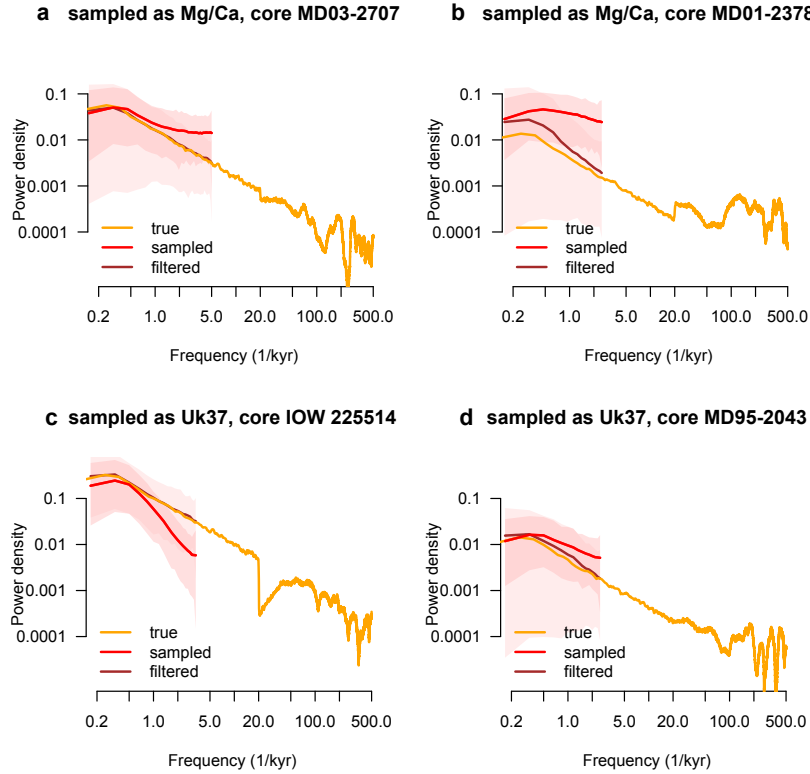 a sampled as Mg/Ca, core MD03-2707
Power density
0.1
0.01
0.001
0.0001
true
sampled
filtered
0.2 1.0 5.0 20.0 100.0 500.0
Frequency (1/kyr)
b sampled as Mg/Ca, core MD01-2378
Power density
0.1
0.01
0.001
0.0001
true
sampled
filtered
0.2 1.0 5.0 20.0 100.0 500.0
Frequency (1/kyr)
c sampled as Uk37, core IOW 225514
Power density
0.1
0.01
0.001
0.0001
true
sampled
filtered
0.2 1.0 5.0 20.0 100.0 500.0
Frequency (1/kyr)
d sampled as Uk37, core MD95-2043
Power density
0.1
0.01
0.001
0.0001
true
sampled
filtered
0.2 1.0 5.0 20.0 100.0 500.0
Frequency (1/kyr)